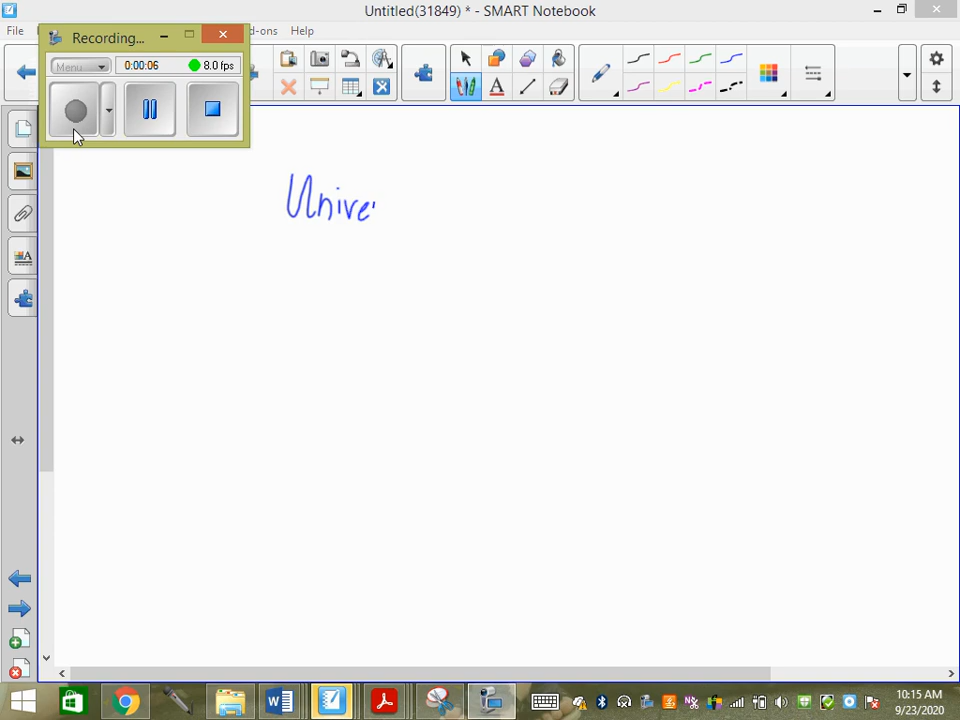 Untitled(31849) * - SMART Notebook
File
d-ons Help
Recording...
Menu 0:00:06 8.0 fps
Unive
10:15 AM
9/23/2020